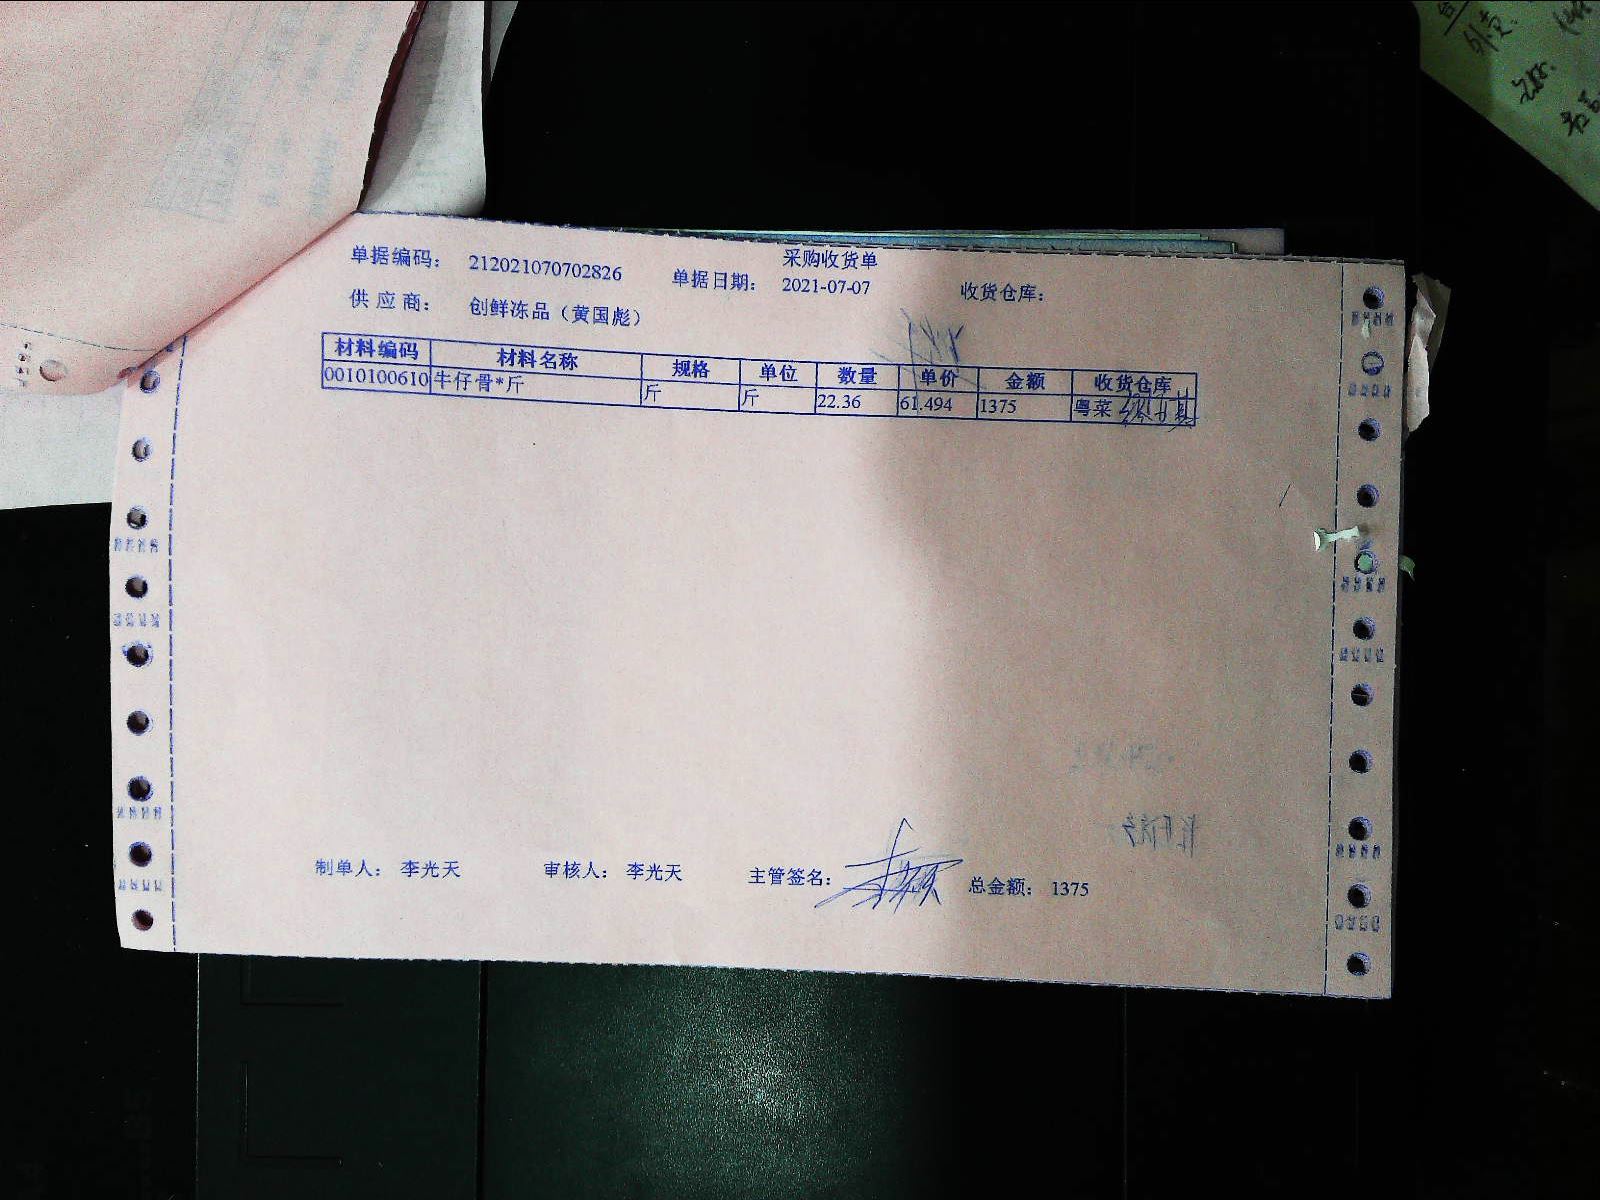 采购收货单
单据编码： 212021070702826 单据日期： 2021-07-07 收货仓库：
供 应 商： 创鲜冻品（黄国彪）
材料编码 材料名称 规格 单位 数量 单价 金额 收货仓库
0010100610 牛仔骨*斤 斤 斤 22.36 61.494 1375 粤菜
制单人： 李光天 审核人： 李光天 主管签名： 总金额： 1375